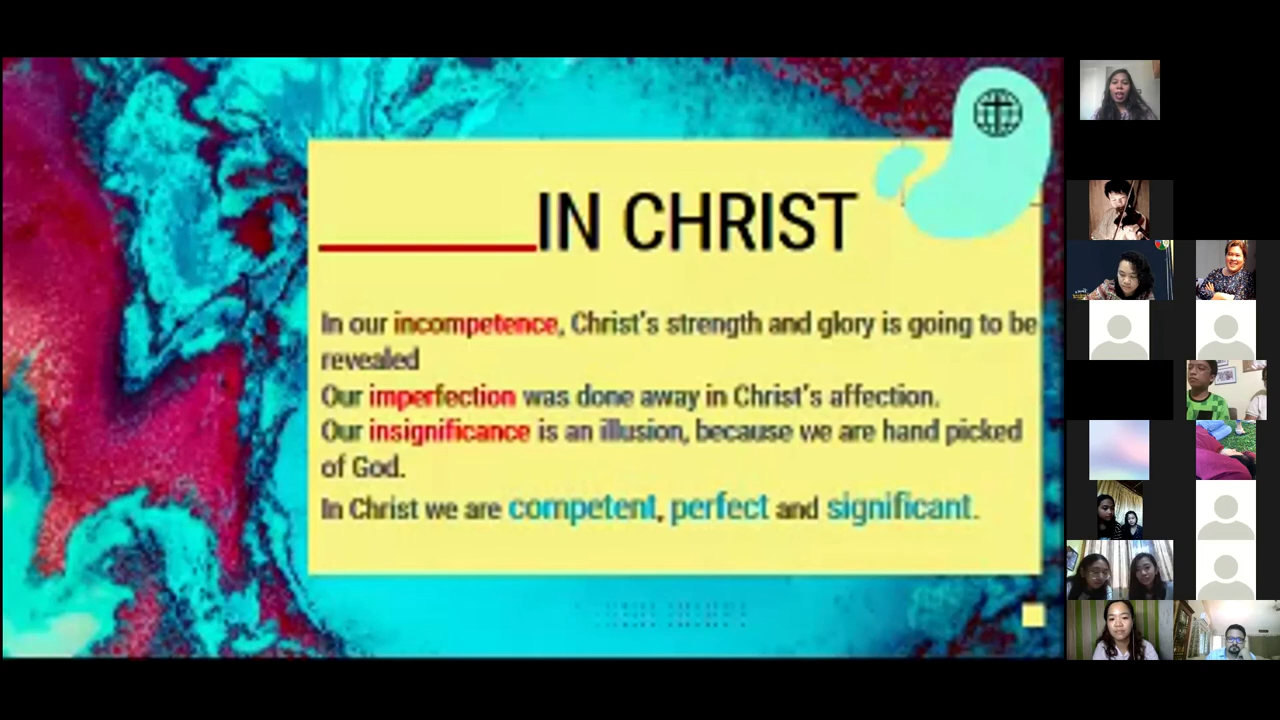 _________IN CHRIST
In our incompetence, Christ's strength and glory is going to be
revealed
Our imperfection was done away in Christ's affection.
Our insignificance is an illusion, because we are hand picked
of God.
In Christ we are competent, perfect and significant.